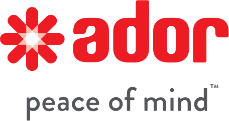 ador
peace of mind™